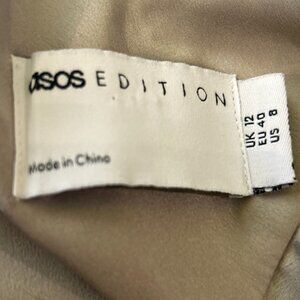 asos EDITION
Made in China
UK 12
EU 40
US 8